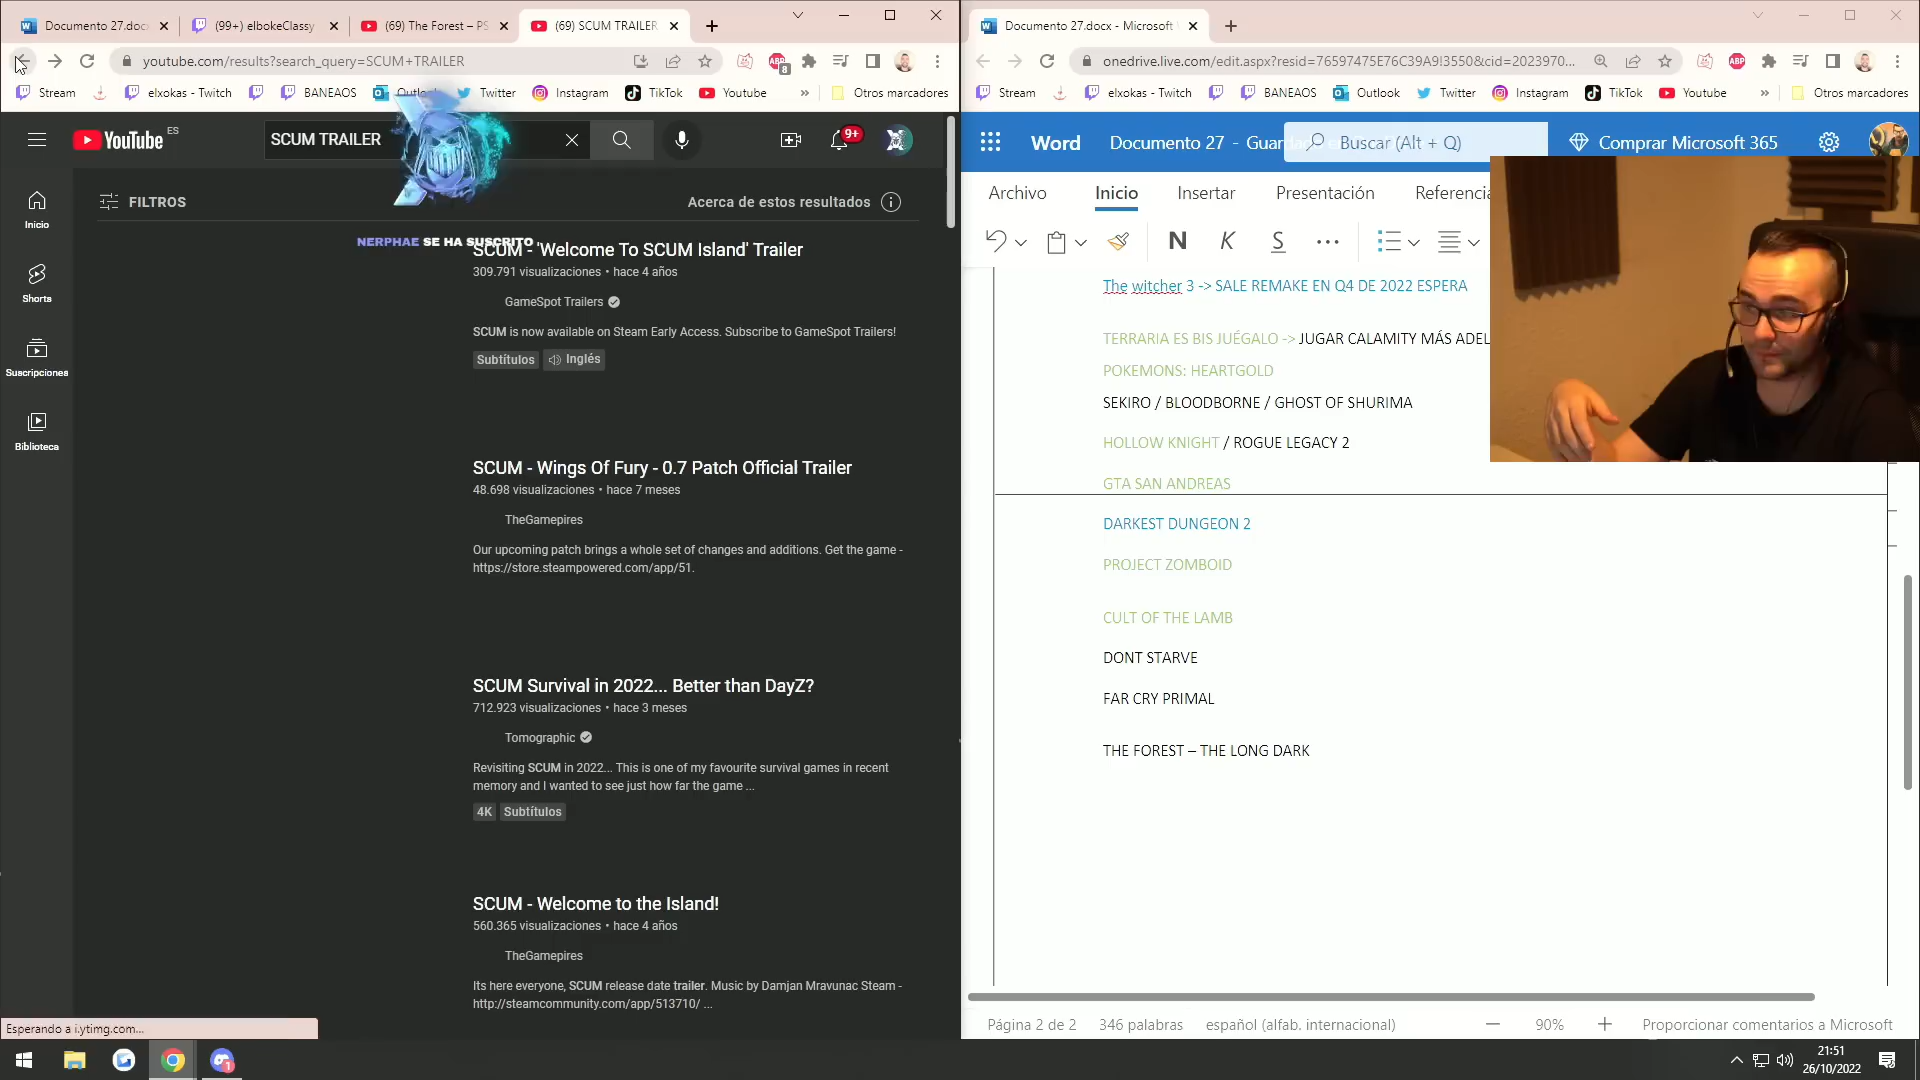 Documento 27.docx
(99+) elbokeClassy
(69) The Forest – PS
(69) SCUM TRAILER
youtube.com/results?search_query=SCUM+TRAILER
Stream
elxokas - Twitch
BANEAOS
Outlook
Twitter
Instagram
TikTok
Youtube
Otros marcadores
YouTube ES
SCUM TRAILER
9+
FILTROS
Acerca de estos resultados
Inicio
Shorts
Suscripciones
Biblioteca
NERPHAE SE HA SUSCRITO
SCUM - 'Welcome To SCUM Island' Trailer
309.791 visualizaciones • hace 4 años
GameSpot Trailers
SCUM is now available on Steam Early Access. Subscribe to GameSpot Trailers!
Subtítulos
Inglés
SCUM - Wings Of Fury - 0.7 Patch Official Trailer
48.698 visualizaciones • hace 7 meses
TheGamepires
Our upcoming patch brings a whole set of changes and additions. Get the game -
https://store.steampowered.com/app/51.
SCUM Survival in 2022... Better than DayZ?
712.923 visualizaciones • hace 3 meses
Tomographic
Revisiting SCUM in 2022... This is one of my favourite survival games in recent
memory and I wanted to see just how far the game ...
4K
Subtítulos
SCUM - Welcome to the Island!
560.365 visualizaciones • hace 4 años
TheGamepires
Its here everyone, SCUM release date trailer. Music by Damjan Mravunac Steam -
http://steamcommunity.com/app/513710/ ...
Esperando a i.ytimg.com...
Documento 27.docx - Microsoft
onedrive.live.com/edit.aspx?resid=76597475E76C39A9!3550&cid=2023970...
Stream
elxokas - Twitch
BANEAOS
Outlook
Twitter
Instagram
TikTok
Youtube
Otros marcadores
Word
Documento 27 - Guar
Buscar (Alt + Q)
Comprar Microsoft 365
Archivo
Inicio
Insertar
Presentación
Referencia
N K S
The witcher 3 -> SALE REMAKE EN Q4 DE 2022 ESPERA
TERRARIA ES BIS JUÉGALO -> JUGAR CALAMITY MÁS ADEL
POKEMONS: HEARTGOLD
SEKIRO / BLOODBORNE / GHOST OF SHURIMA
HOLLOW KNIGHT / ROGUE LEGACY 2
GTA SAN ANDREAS
DARKEST DUNGEON 2
PROJECT ZOMBOID
CULT OF THE LAMB
DONT STARVE
FAR CRY PRIMAL
THE FOREST – THE LONG DARK
Página 2 de 2
346 palabras
español (alfab. internacional)
90%
Proporcionar comentarios a Microsoft
21:51
26/10/2022